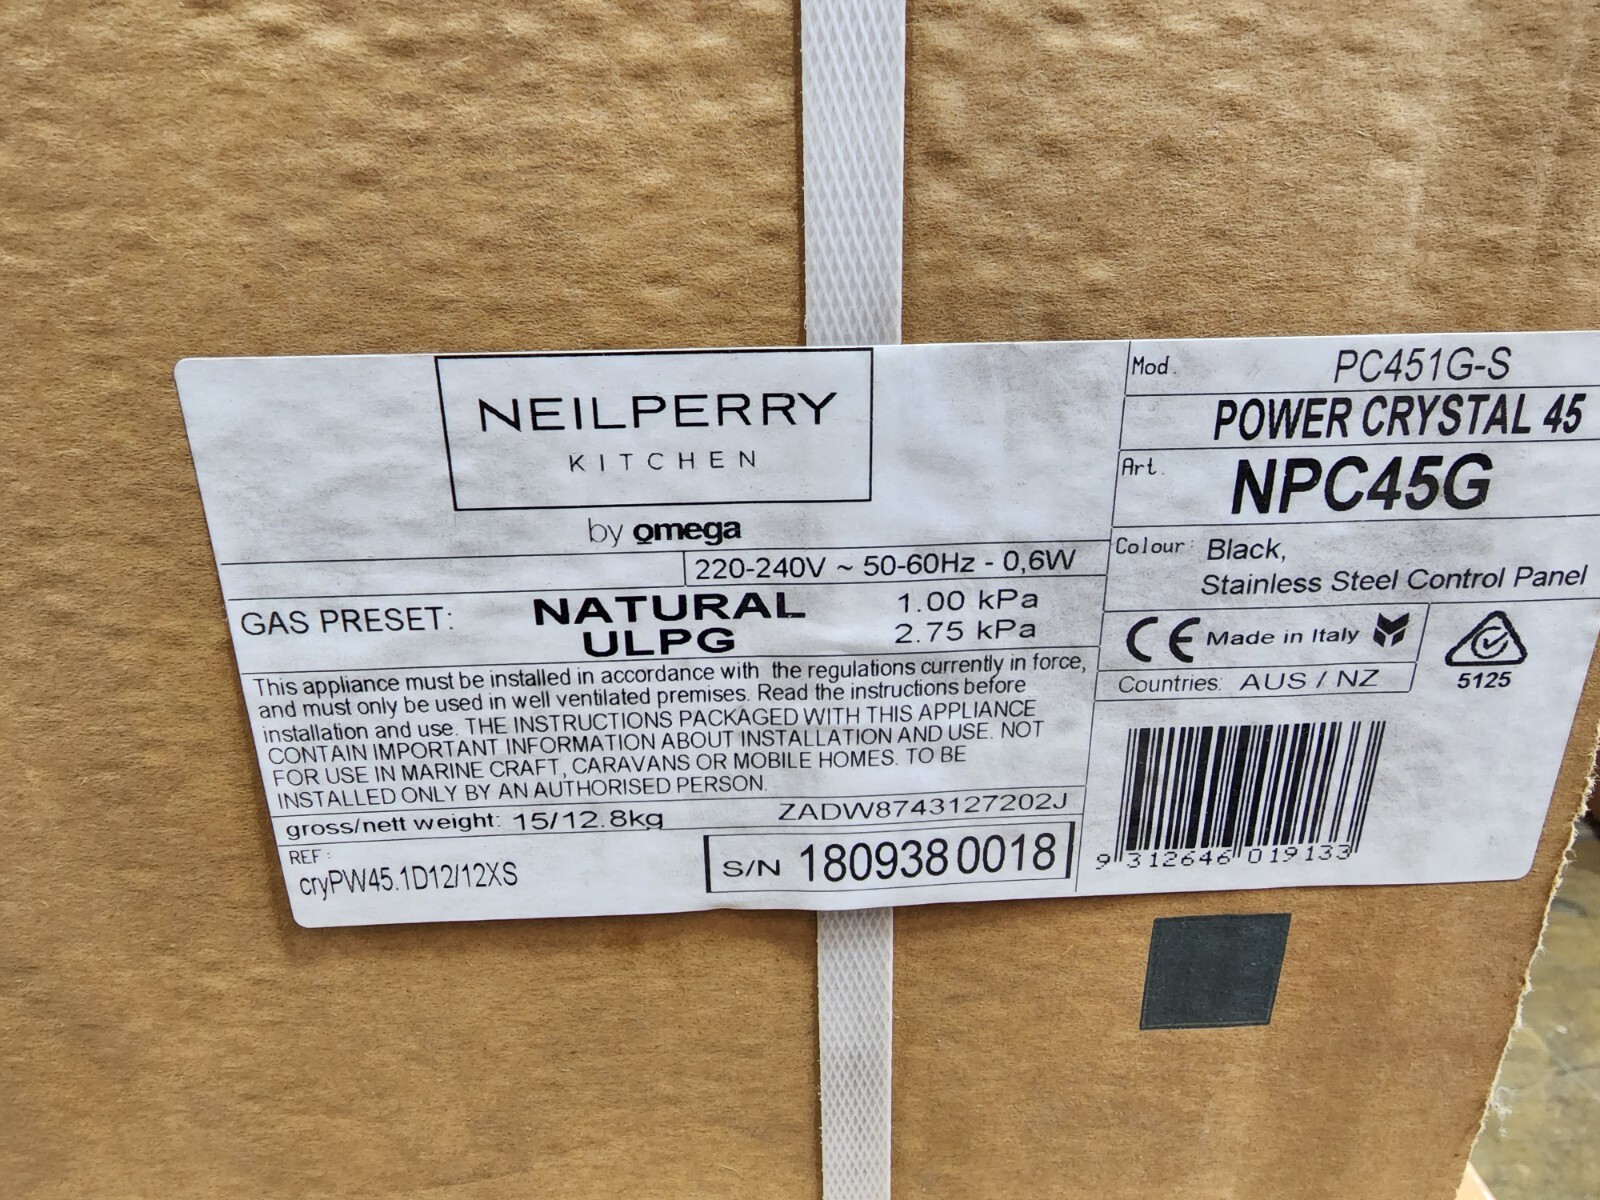 NEILPERRY
KITCHEN
by omega
220-240V ~ 50-60Hz - 0,6W
GAS PRESET: NATURAL 1.00 kPa
ULPG 2.75 kPa
This appliance must be installed in accordance with the regulations currently in force,
and must only be used in well ventilated premises. Read the instructions before
installation and use. THE INSTRUCTIONS PACKAGED WITH THIS APPLIANCE
CONTAIN IMPORTANT INFORMATION ABOUT INSTALLATION AND USE. NOT
FOR USE IN MARINE CRAFT, CARAVANS OR MOBILE HOMES. TO BE
INSTALLED ONLY BY AN AUTHORISED PERSON.
gross/nett weight: 15/12.8kg ZADW8743127202J
REF:
cryPW45.1D12/12XS
S/N 1809380018
Mod. PC451G-S
POWER CRYSTAL 45
Art. NPC45G
Colour: Black,
Stainless Steel Control Panel
CE Made in Italy
5125
Countries: AUS / NZ
9 312646 019133